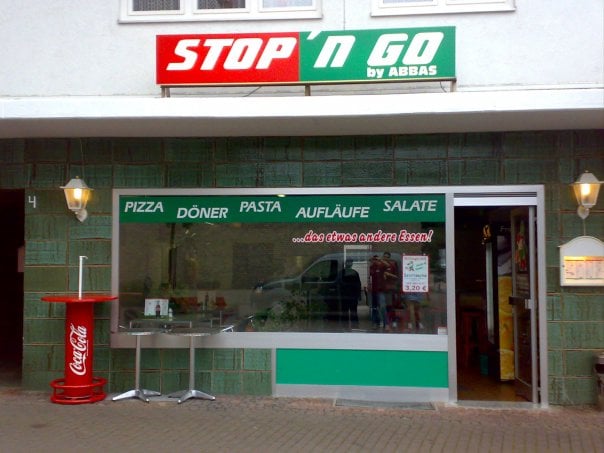 STOP 'n GO
by ABBAS
PIZZA DÖNER PASTA AUFLÄUFE SALATE
...das etwas andere Essen!
3,20 €
4
Coca-Cola